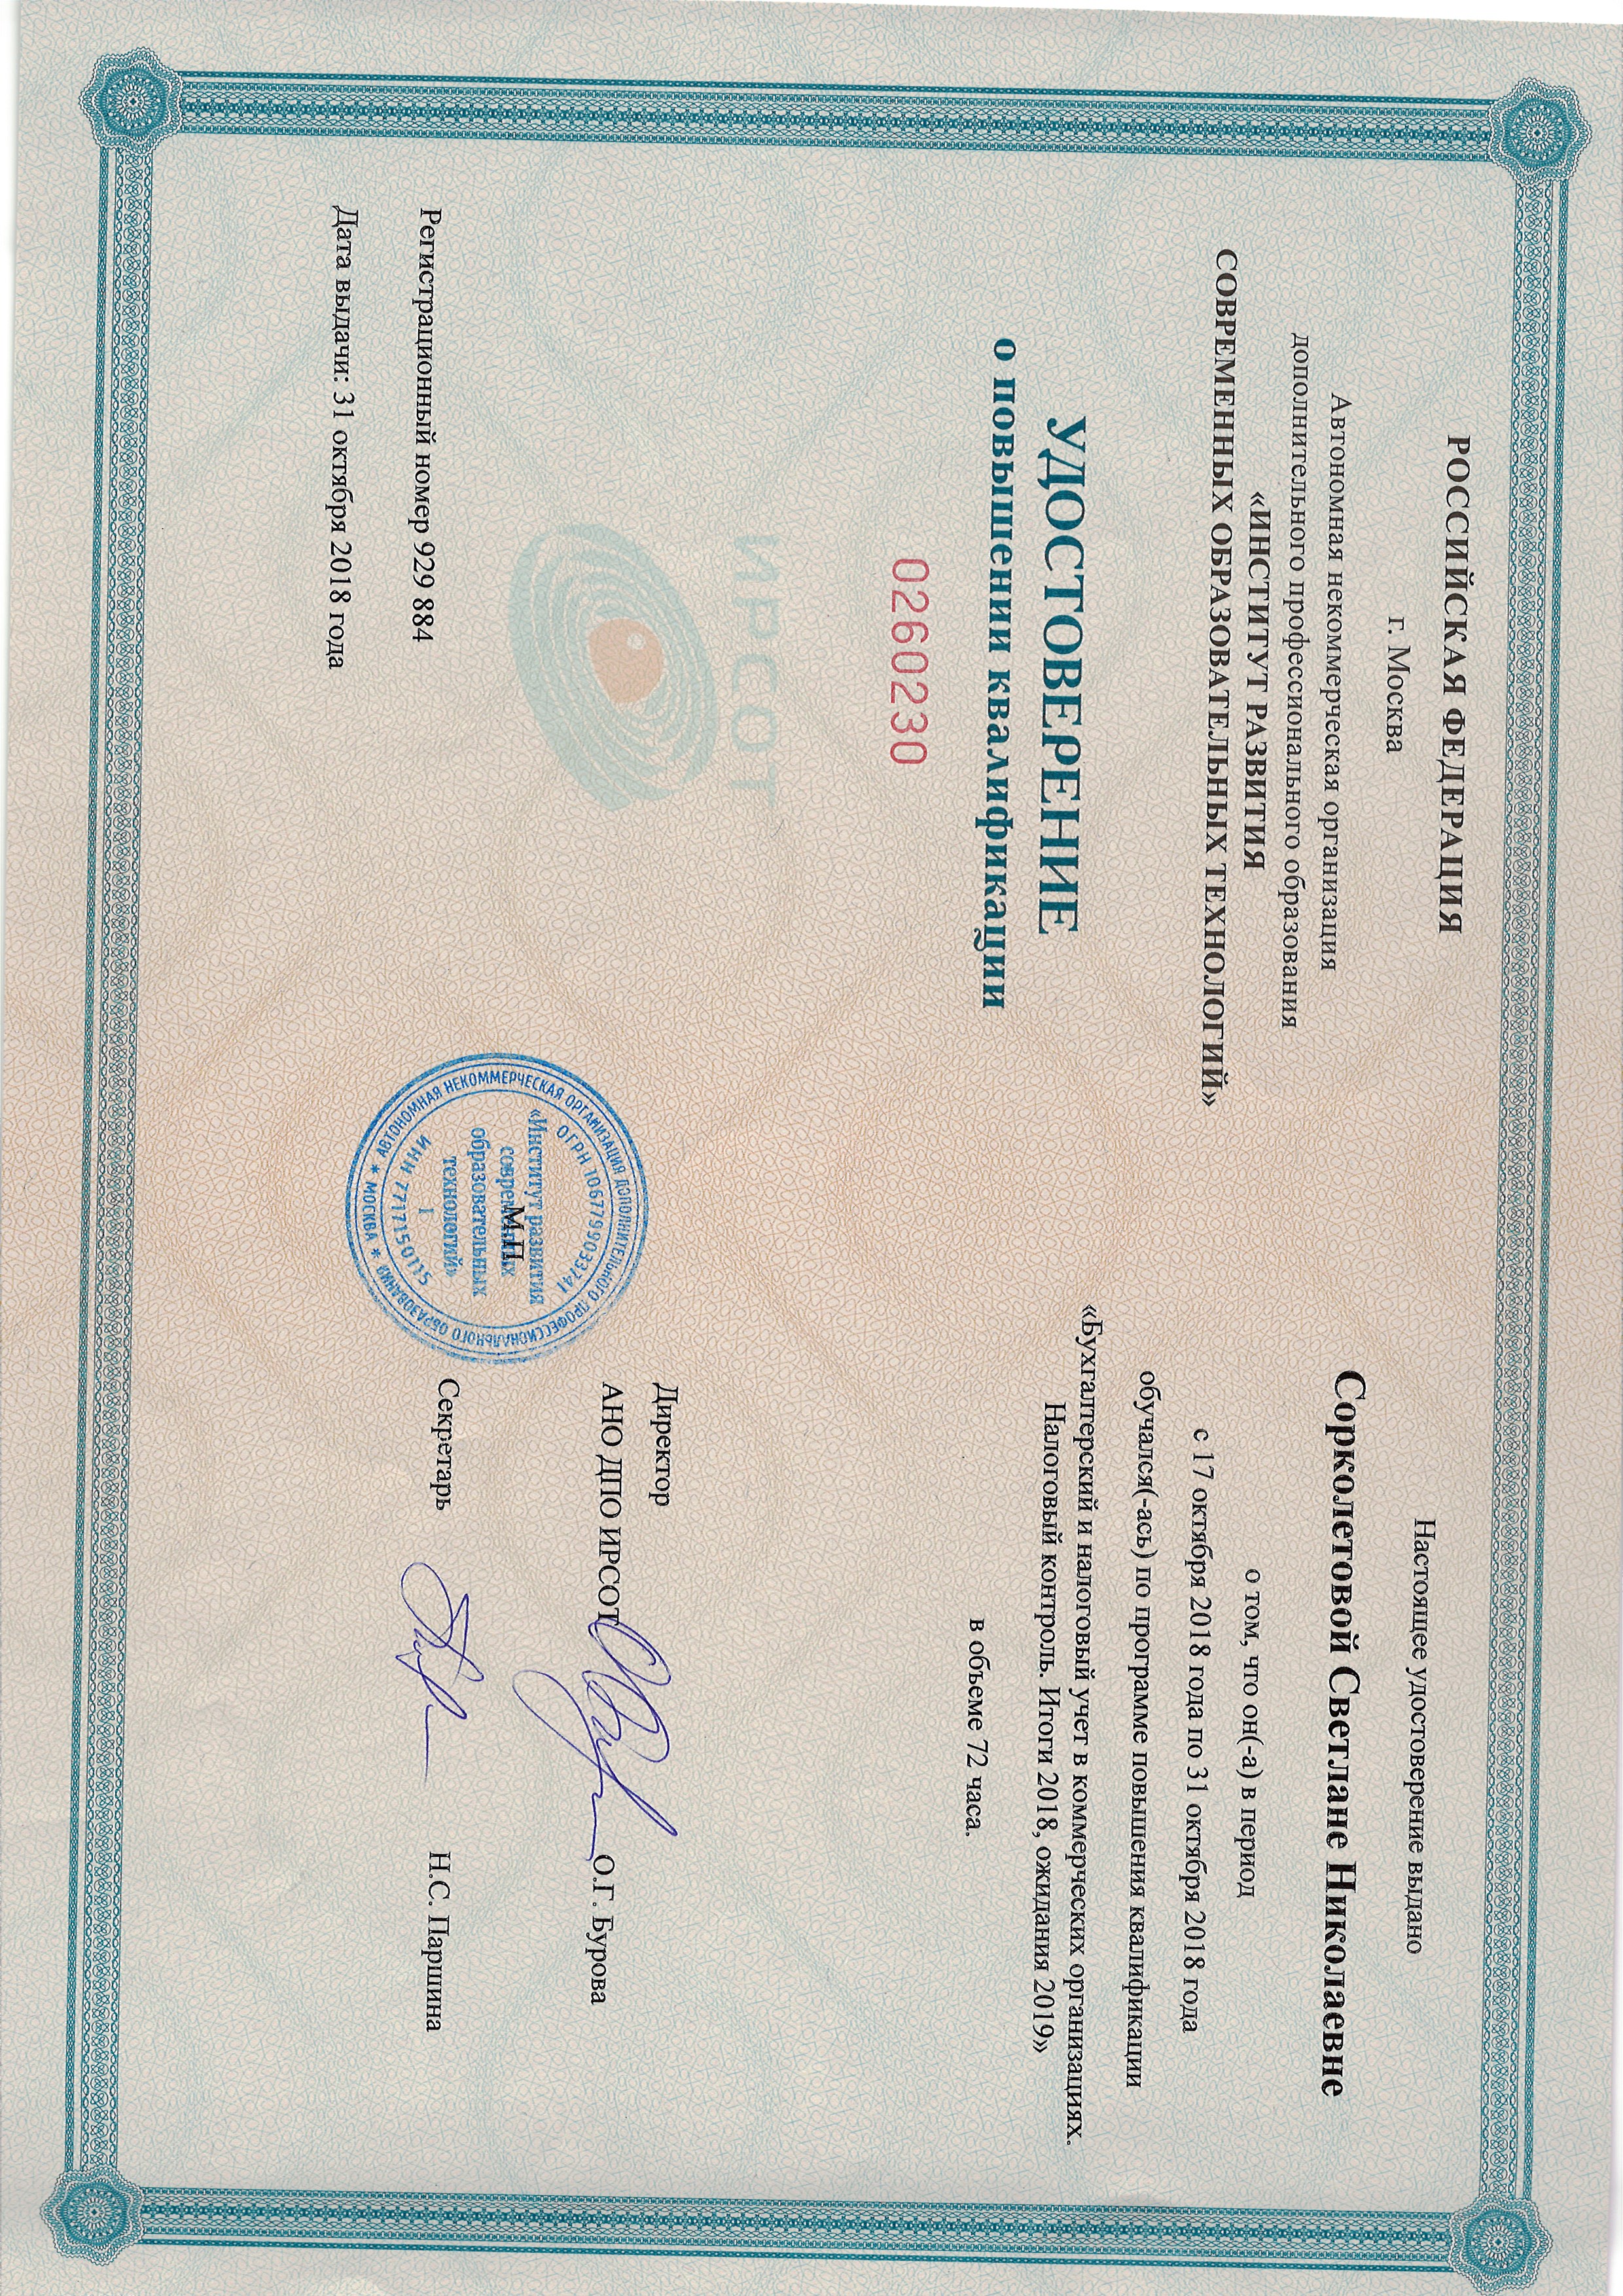 РОССИЙСКАЯ ФЕДЕРАЦИЯ
г. Москва
Автономная некоммерческая организация
дополнительного профессионального образования
«ИНСТИТУТ РАЗВИТИЯ
СОВРЕМЕННЫХ ОБРАЗОВАТЕЛЬНЫХ ТЕХНОЛОГИЙ»
УДОСТОВЕРЕНИЕ
о повышении квалификации
0260230
ИРСОТ
Регистрационный номер 929 884
Дата выдачи: 31 октября 2018 года
Настоящее удостоверение выдано
Сорколетовой Светлане Николаевне
о том, что он(-а) в период
с 17 октября 2018 года по 31 октября 2018 года
обучался(-ась) по программе повышения квалификации
«Бухгалтерский и налоговый учет в коммерческих организациях.
Налоговый контроль. Итоги 2018, ожидания 2019»
в объеме 72 часа.
Директор
АНО ДПО ИРСОТ О.Г. Бурова
Секретарь Н.С. Паршина
М.П.
АВТОНОМНАЯ НЕКОММЕРЧЕСКАЯ ОРГАНИЗАЦИЯ ДОПОЛНИТЕЛЬНОГО ПРОФЕССИОНАЛЬНОГО ОБРАЗОВАНИЯ
* МОСКВА *
ОГРН 1067799033741
ИНН 7717150115
«Институт развития
современных
образовательных
технологий»
1